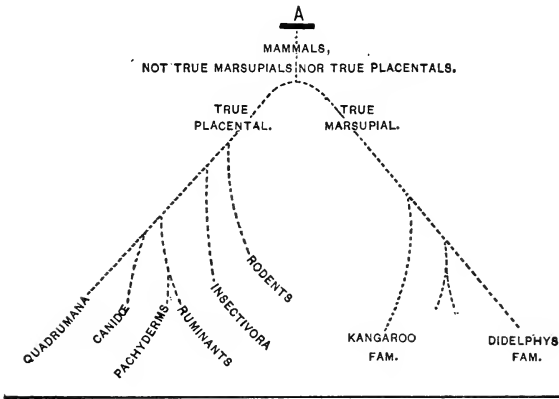 A
MAMMALS,
NOT TRUE MARSUPIALS NOR TRUE PLACENTALS.
TRUE
PLACENTAL.
TRUE
MARSUPIAL.
QUADRUMANA
CANIDŒ
PACHYDERMS
RUMINANTS
INSECTIVORA
RODENTS
KANGAROO
FAM.
DIDELPHYS
FAM.